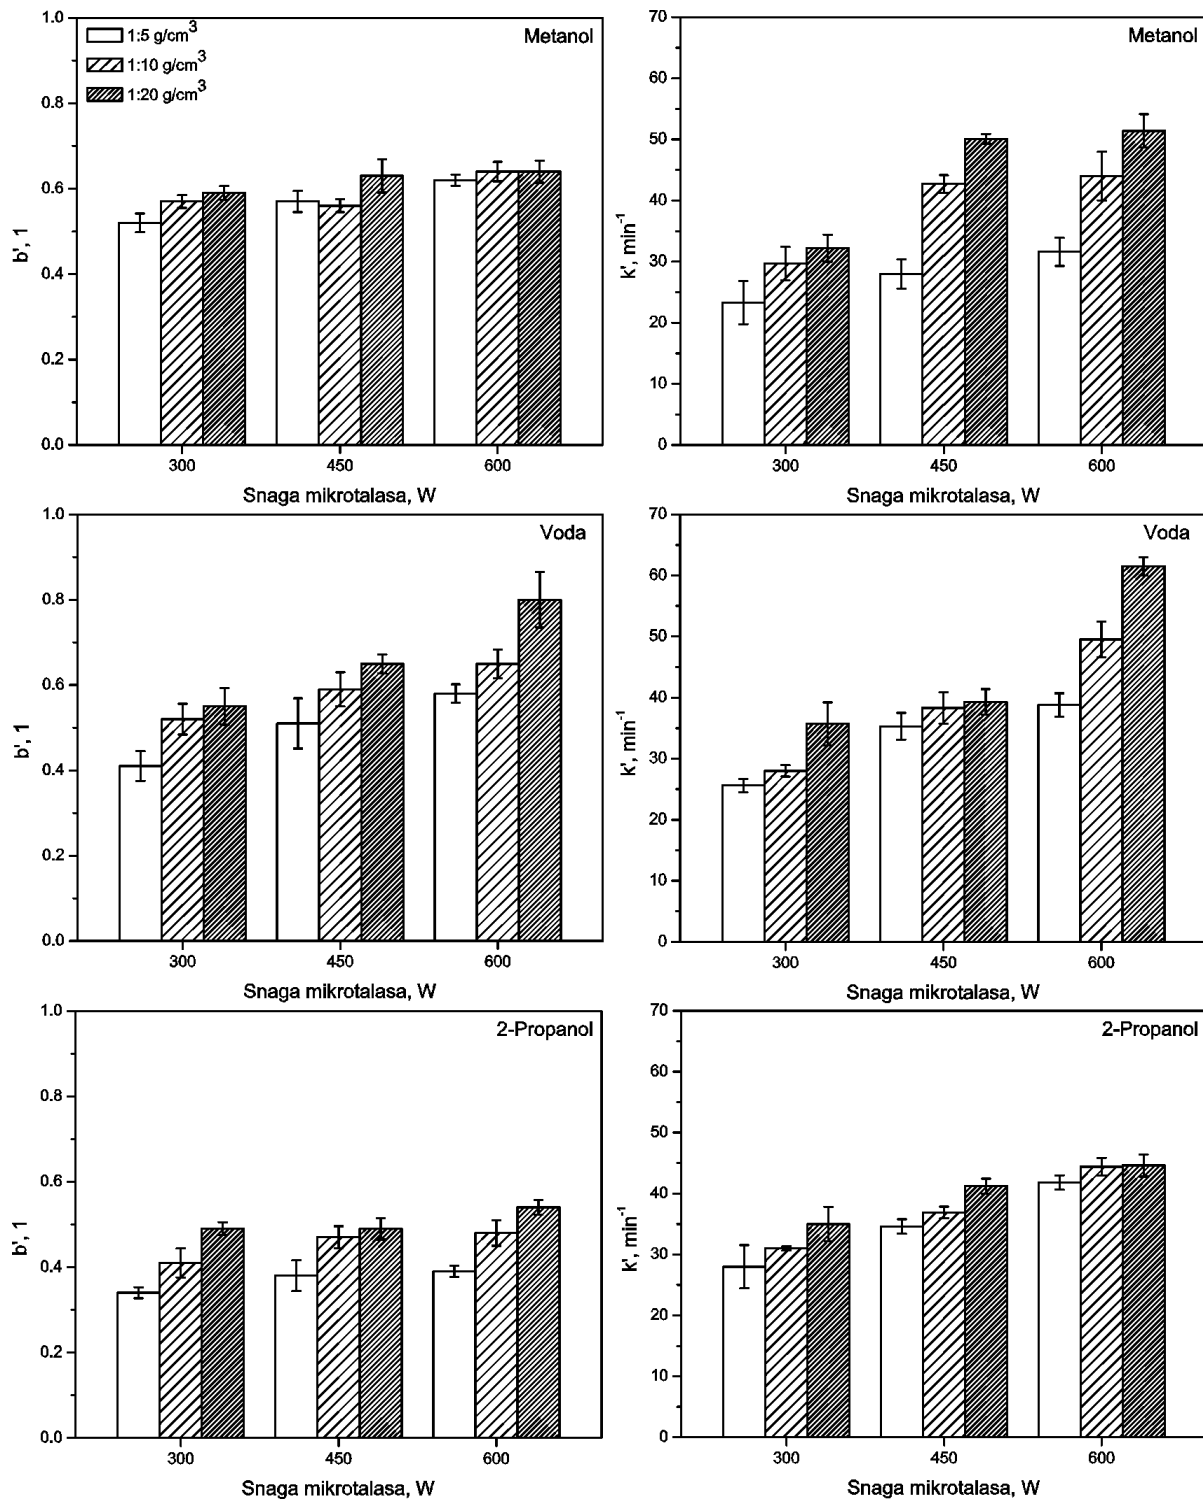 1.0
0.8
0.6
0.4
0.2
0.0
b', 1
1:5 g/cm³
1:10 g/cm³
1:20 g/cm³
Metanol
300 450 600
Snaga mikrotalasa, W
70
60
50
40
30
20
10
0
k', min⁻¹
Metanol
300 450 600
Snaga mikrotalasa, W
1.0
0.8
0.6
0.4
0.2
0.0
b', 1
Voda
300 450 600
Snaga mikrotalasa, W
70
60
50
40
30
20
10
0
k', min⁻¹
Voda
300 450 600
Snaga mikrotalasa, W
1.0
0.8
0.6
0.4
0.2
0.0
b', 1
2-Propanol
300 450 600
Snaga mikrotalasa, W
70
60
50
40
30
20
10
0
k', min⁻¹
2-Propanol
300 450 600
Snaga mikrotalasa, W